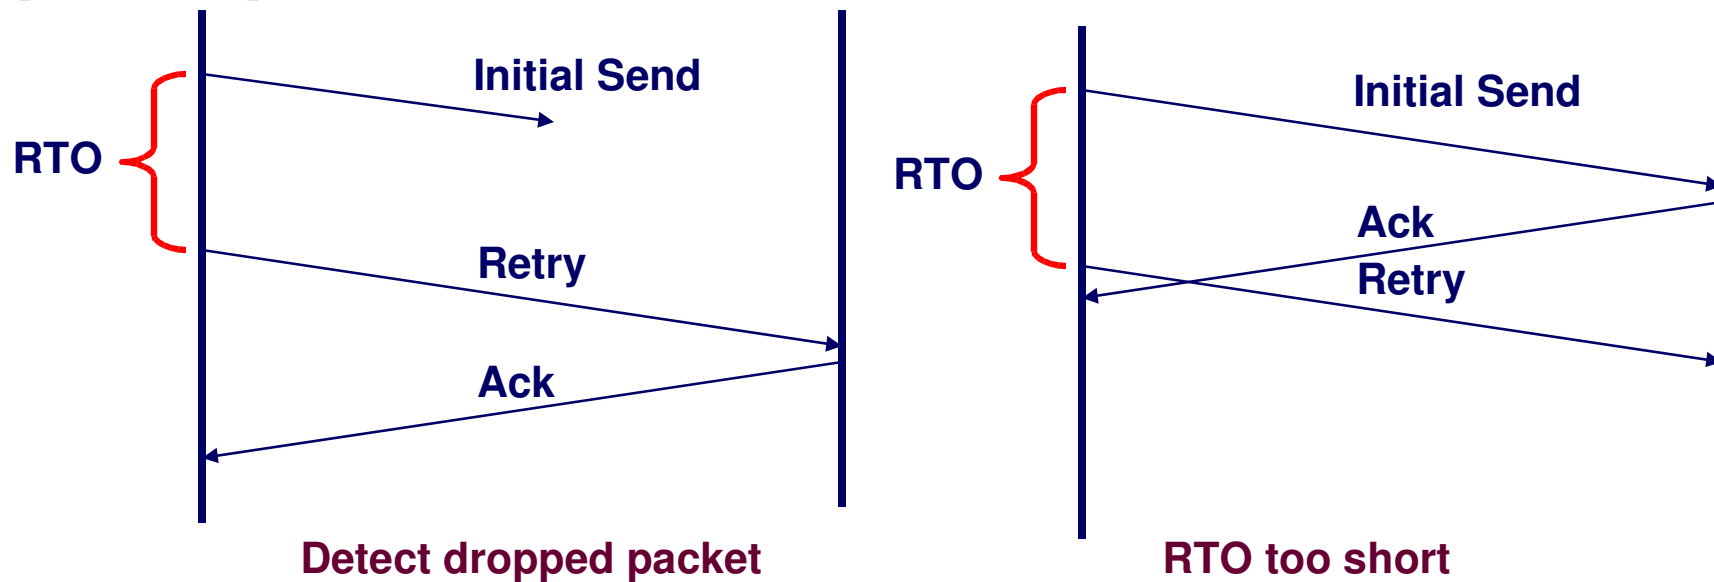 Initial Send
RTO
Retry
Ack
Detect dropped packet
Initial Send
RTO
Ack
Retry
RTO too short